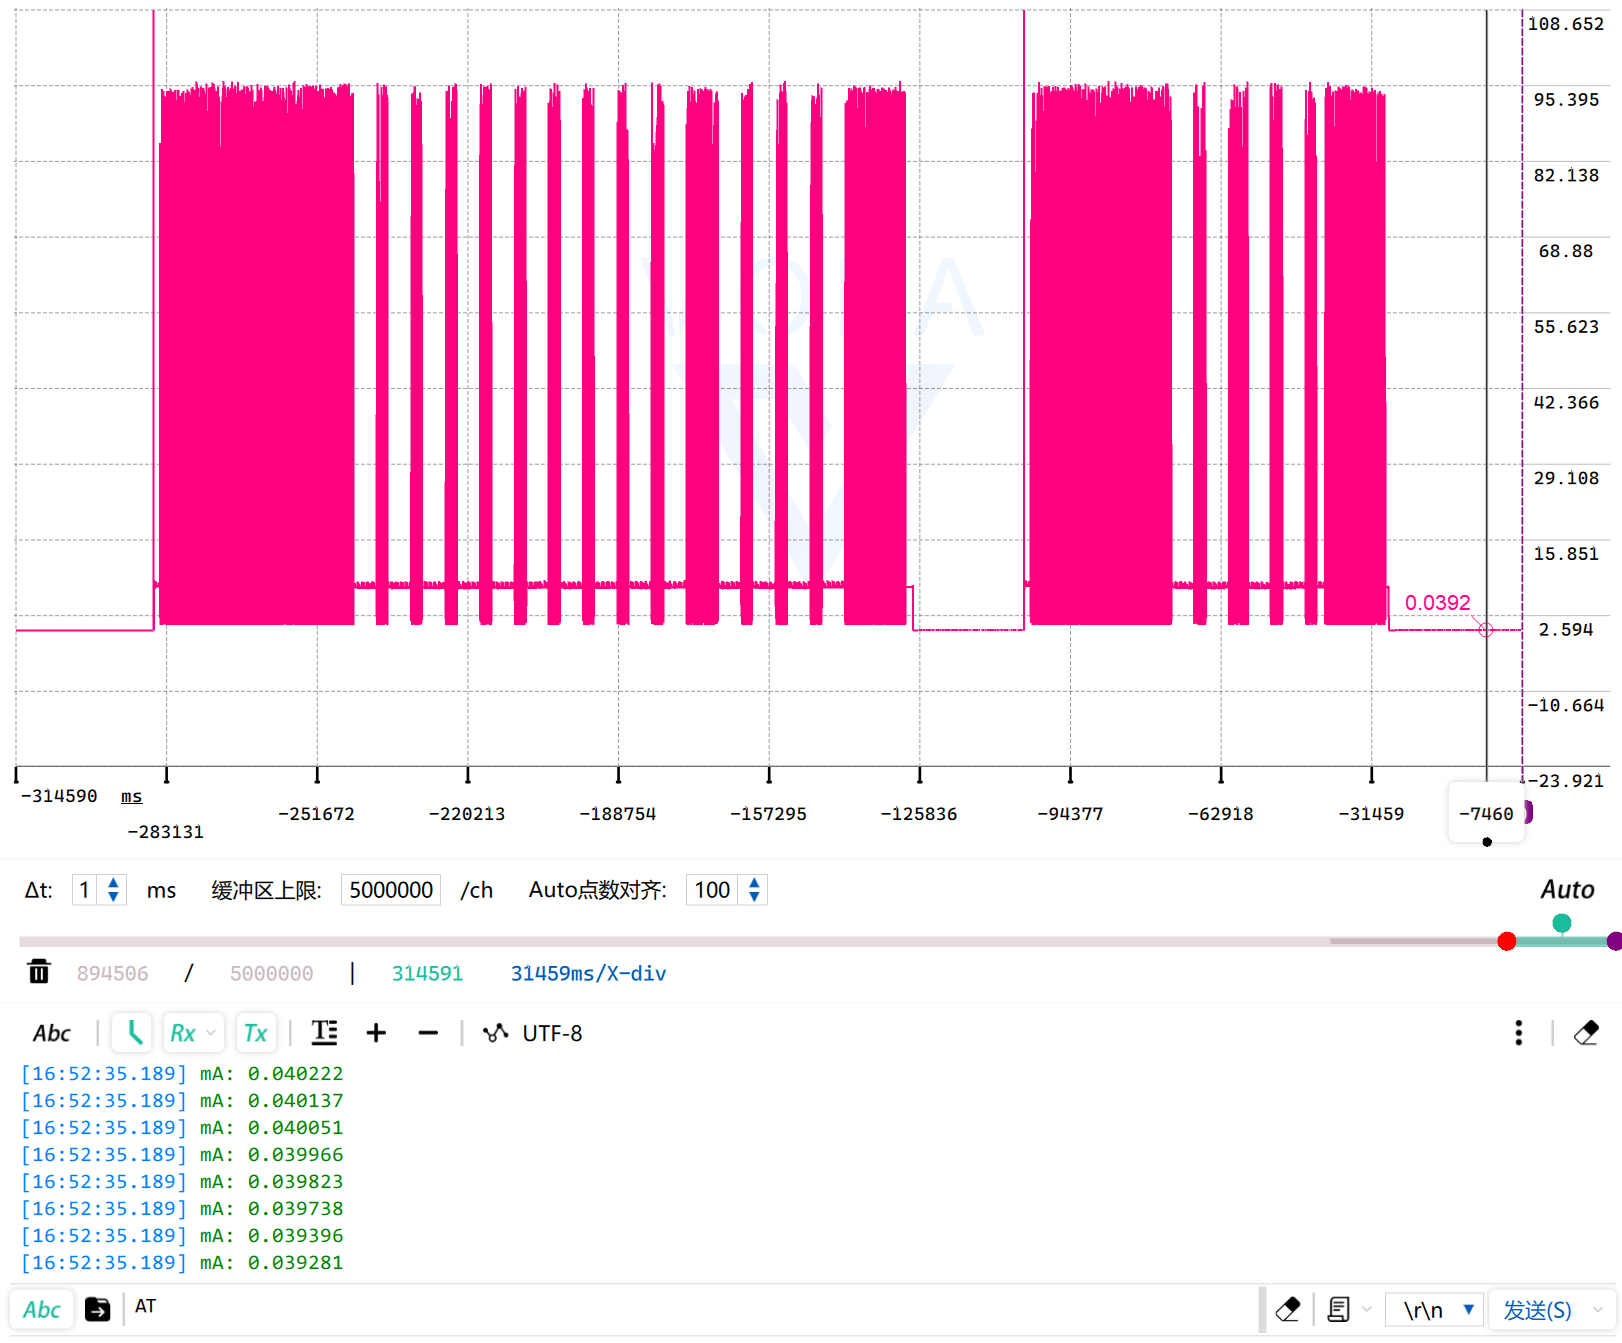 108.652
95.395
82.138
68.88
55.623
42.366
29.108
15.851
0.0392
2.594
-10.664
-23.921
VOFA
-314590 ms
-283131
-251672 -220213 -188754 -157295 -125836 -94377 -62918 -31459 -7460
Δt: 1 ms 缓冲区上限: 5000000 /ch Auto点数对齐: 100 Auto
894506 / 5000000 | 314591 31459ms/X-div
Abc | Rx Tx | T + − | UTF-8
[16:52:35.189] mA: 0.040222
[16:52:35.189] mA: 0.040137
[16:52:35.189] mA: 0.040051
[16:52:35.189] mA: 0.039966
[16:52:35.189] mA: 0.039823
[16:52:35.189] mA: 0.039738
[16:52:35.189] mA: 0.039396
[16:52:35.189] mA: 0.039281
Abc AT \r\n 发送(S)